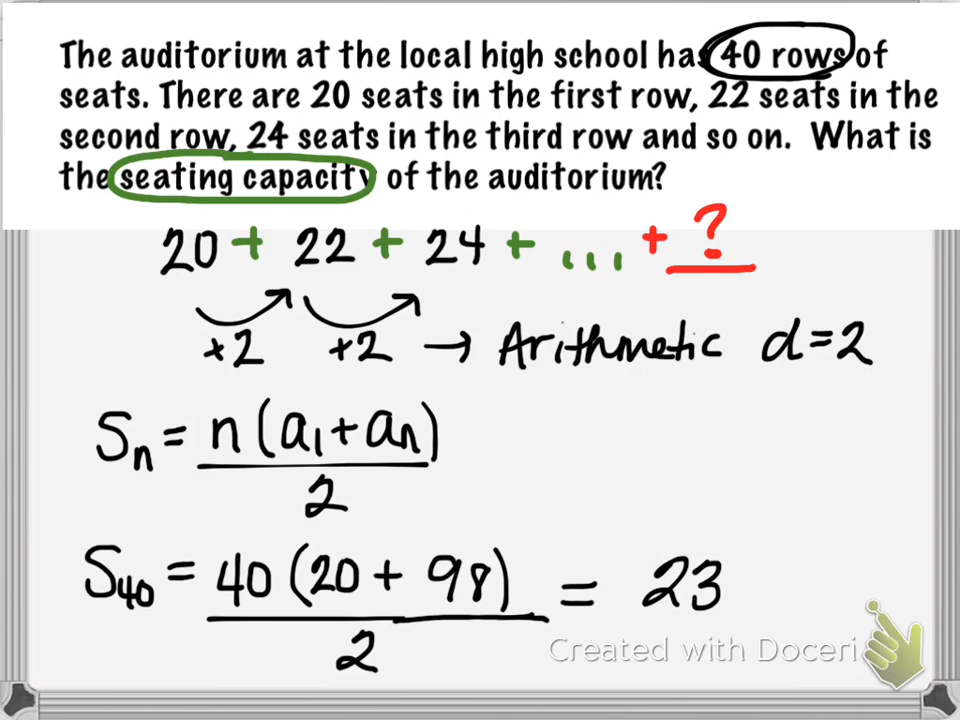 The auditorium at the local high school has 40 rows of
seats. There are 20 seats in the first row, 22 seats in the
second row, 24 seats in the third row and so on. What is
the seating capacity of the auditorium?
20 + 22 + 24 + ... + ?
+2 +2 → Arithmetic d=2
Sn = n(a1+an)
2
S40 = 40(20 + 98) = 23
2
Created with Doceri